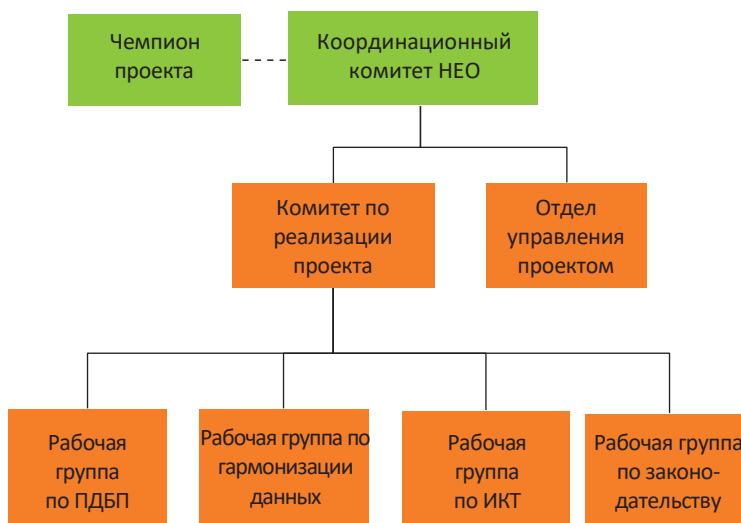 Чемпион
проекта
Координационный
комитет НЕО
Комитет по
реализации
проекта
Отдел
управления
проектом
Рабочая
группа
по ПДБП
Рабочая группа по
гармонизации
данных
Рабочая
группа
по ИКТ
Рабочая группа
по законо-
дательству